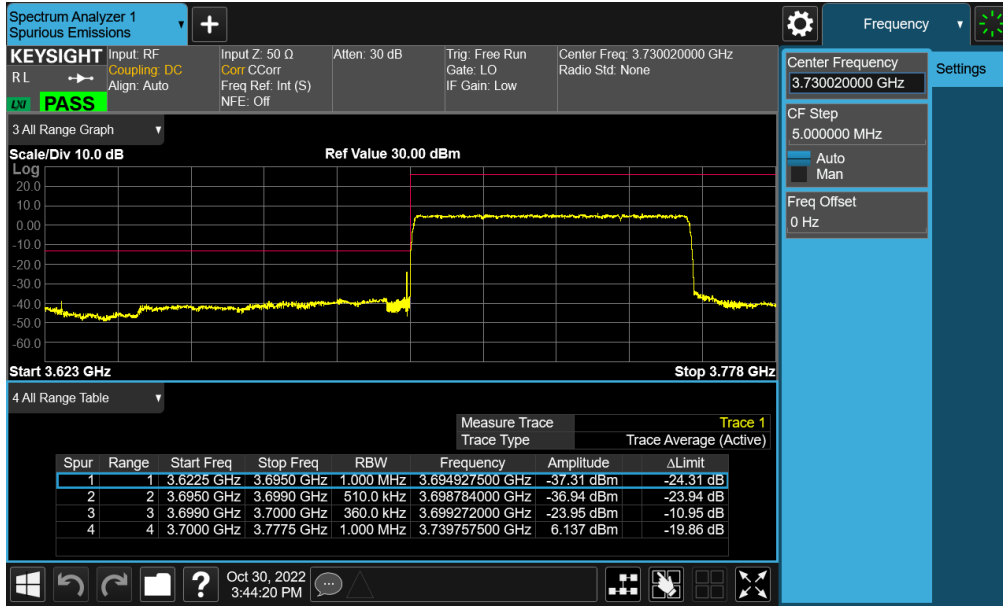 Spectrum Analyzer 1
Spurious Emissions
Frequency
KEYSIGHT
R L
LXI
PASS
Input: RF
Coupling: DC
Align: Auto
Input Z: 50 Ω
Corr CCorr
Freq Ref: Int (S)
NFE: Off
Atten: 30 dB
Trig: Free Run
Gate: LO
IF Gain: Low
Center Freq: 3.730020000 GHz
Radio Std: None
Center Frequency
3.730020000 GHz
Settings
CF Step
5.000000 MHz
Auto
Man
Freq Offset
0 Hz
3 All Range Graph
Scale/Div 10.0 dB
Ref Value 30.00 dBm
Log
20.0
10.0
0.00
-10.0
-20.0
-30.0
-40.0
-50.0
-60.0
Start 3.623 GHz
Stop 3.778 GHz
4 All Range Table
Measure Trace Trace 1
Trace Type Trace Average (Active)
Spur Range Start Freq Stop Freq RBW Frequency Amplitude ΔLimit
1 1 3.6225 GHz 3.6950 GHz 1.000 MHz 3.694927500 GHz -37.31 dBm -24.31 dB
2 2 3.6950 GHz 3.6990 GHz 510.0 kHz 3.698784000 GHz -36.94 dBm -23.94 dB
3 3 3.6990 GHz 3.7000 GHz 360.0 kHz 3.699272000 GHz -23.95 dBm -10.95 dB
4 4 3.7000 GHz 3.7775 GHz 1.000 MHz 3.739757500 GHz 6.137 dBm -19.86 dB
Oct 30, 2022
3:44:20 PM